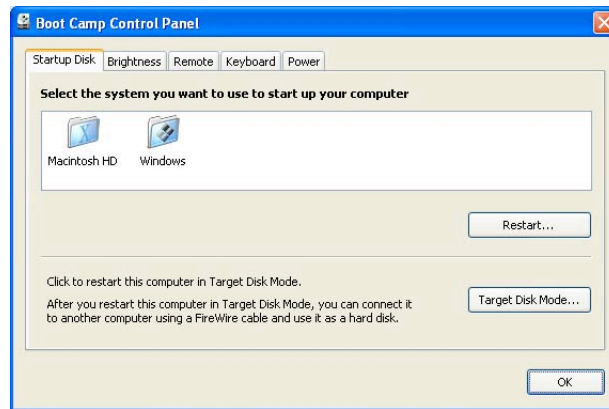 Boot Camp Control Panel
Startup Disk Brightness Remote Keyboard Power
Select the system you want to use to start up your computer
Macintosh HD Windows
Restart...
Click to restart this computer in Target Disk Mode.
After you restart this computer in Target Disk Mode, you can connect it
to another computer using a FireWire cable and use it as a hard disk.
Target Disk Mode...
OK